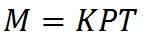 M = KPT